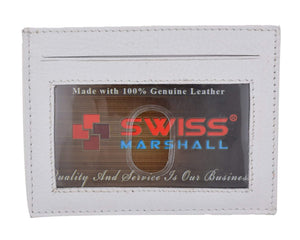 Made with 100% Genuine Leather
SWISS
MARSHALL
Quality And Service Is Our Business